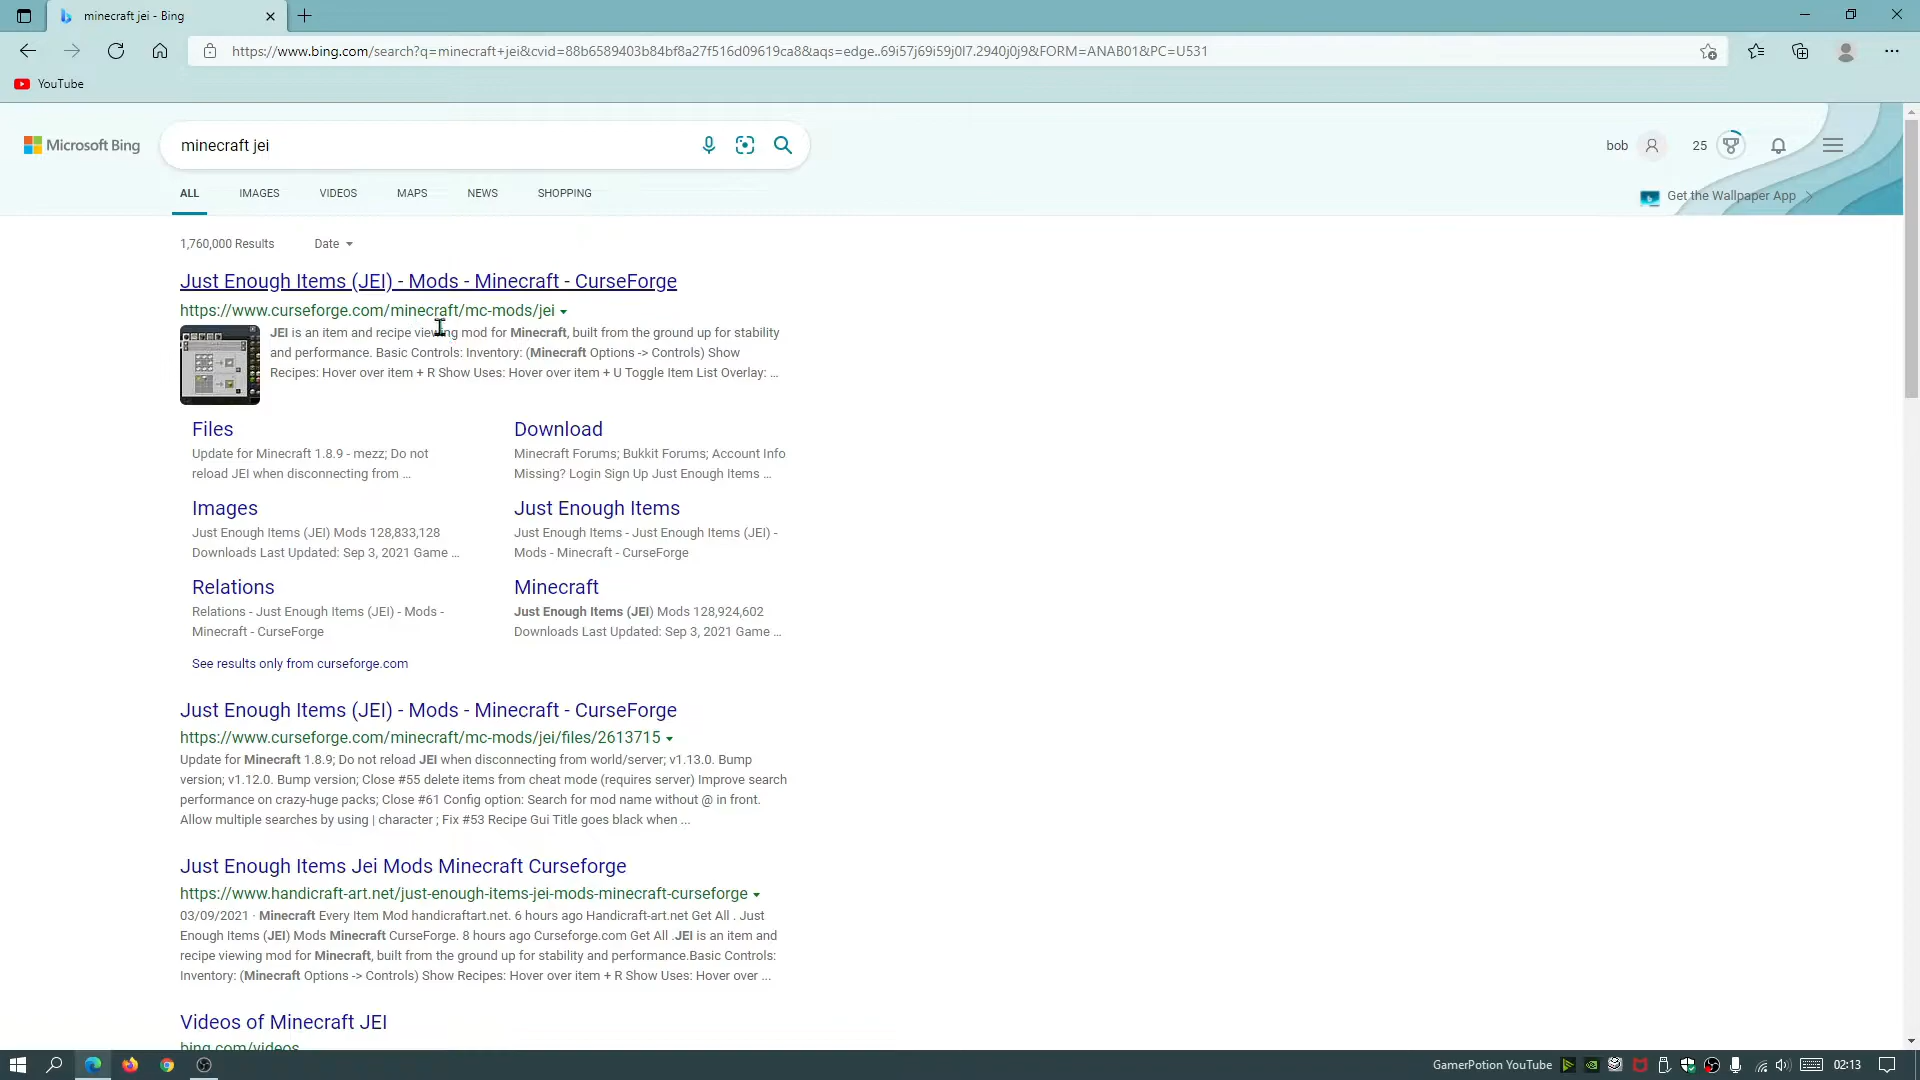 minecraft jei - Bing
https://www.bing.com/search?q=minecraft+jei&cvid=88b6589403b84bf8a27f516d09619ca8&aqs=edge..69i57j69i59j0l7.2940j0j9&FORM=ANAB01&PC=U531
YouTube
Microsoft Bing
minecraft jei
bob
25
ALL IMAGES VIDEOS MAPS NEWS SHOPPING
Get the Wallpaper App
1,760,000 Results Date
Just Enough Items (JEI) - Mods - Minecraft - CurseForge
https://www.curseforge.com/minecraft/mc-mods/jei
JEI is an item and recipe viewing mod for Minecraft, built from the ground up for stability
and performance. Basic Controls: Inventory: (Minecraft Options -> Controls) Show
Recipes: Hover over item + R Show Uses: Hover over item + U Toggle Item List Overlay: ...
Files
Update for Minecraft 1.8.9 - mezz; Do not
reload JEI when disconnecting from ...
Download
Minecraft Forums; Bukkit Forums; Account Info
Missing? Login Sign Up Just Enough Items ...
Images
Just Enough Items (JEI) Mods 128,833,128
Downloads Last Updated: Sep 3, 2021 Game ...
Just Enough Items
Just Enough Items - Just Enough Items (JEI) -
Mods - Minecraft - CurseForge
Relations
Relations - Just Enough Items (JEI) - Mods -
Minecraft - CurseForge
Minecraft
Just Enough Items (JEI) Mods 128,924,602
Downloads Last Updated: Sep 3, 2021 Game ...
See results only from curseforge.com
Just Enough Items (JEI) - Mods - Minecraft - CurseForge
https://www.curseforge.com/minecraft/mc-mods/jei/files/2613715
Update for Minecraft 1.8.9; Do not reload JEI when disconnecting from world/server; v1.13.0. Bump
version; v1.12.0. Bump version; Close #55 delete items from cheat mode (requires server) Improve search
performance on crazy-huge packs; Close #61 Config option: Search for mod name without @ in front.
Allow multiple searches by using | character ; Fix #53 Recipe Gui Title goes black when ...
Just Enough Items Jei Mods Minecraft Curseforge
https://www.handicraft-art.net/just-enough-items-jei-mods-minecraft-curseforge
03/09/2021 · Minecraft Every Item Mod handicraftart.net. 6 hours ago Handicraft-art.net Get All . Just
Enough Items (JEI) Mods Minecraft CurseForge. 8 hours ago Curseforge.com Get All .JEI is an item and
recipe viewing mod for Minecraft, built from the ground up for stability and performance.Basic Controls:
Inventory: (Minecraft Options -> Controls) Show Recipes: Hover over item + R Show Uses: Hover over ...
Videos of Minecraft JEI
bing.com/videos
GamerPotion YouTube
02:13